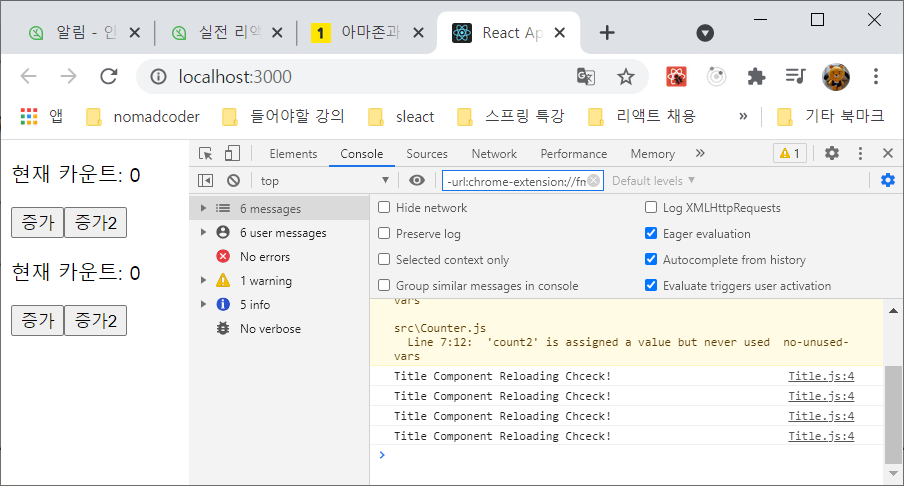 알림 - 인
실전 리액
아마존과
React Ap
localhost:3000
앱
nomadcoder
들어야할 강의
sleact
스프링 특강
리액트 채용
»
기타 북마크
현재 카운트: 0
증가 증가2
현재 카운트: 0
증가 증가2
Elements Console Sources Network Performance Memory » 1
top
-url:chrome-extension://fn
Default levels
6 messages
6 user messages
No errors
1 warning
5 info
No verbose
Hide network
Log XMLHttpRequests
Preserve log
Eager evaluation
Selected context only
Autocomplete from history
Group similar messages in console
Evaluate triggers user activation
vars
src\Counter.js
Line 7:12: 'count2' is assigned a value but never used no-unused-
vars
Title Component Reloading Chceck! Title.js:4
Title Component Reloading Chceck! Title.js:4
Title Component Reloading Chceck! Title.js:4
Title Component Reloading Chceck! Title.js:4